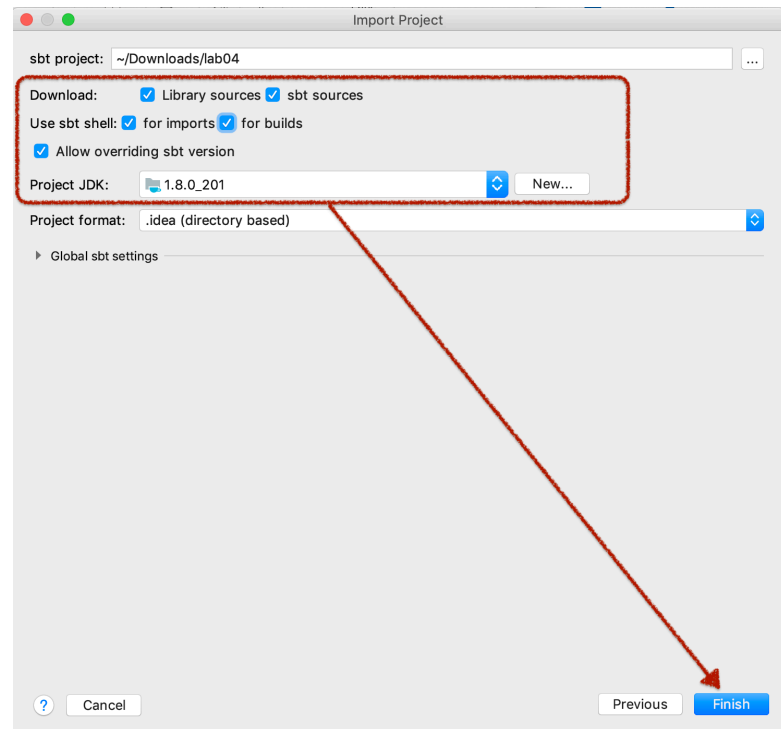 Import Project
sbt project: ~/Downloads/lab04 ...
Download: Library sources sbt sources
Use sbt shell: for imports for builds
Allow overriding sbt version
Project JDK: 1.8.0_201 New...
Project format: .idea (directory based)
Global sbt settings
? Cancel Previous Finish